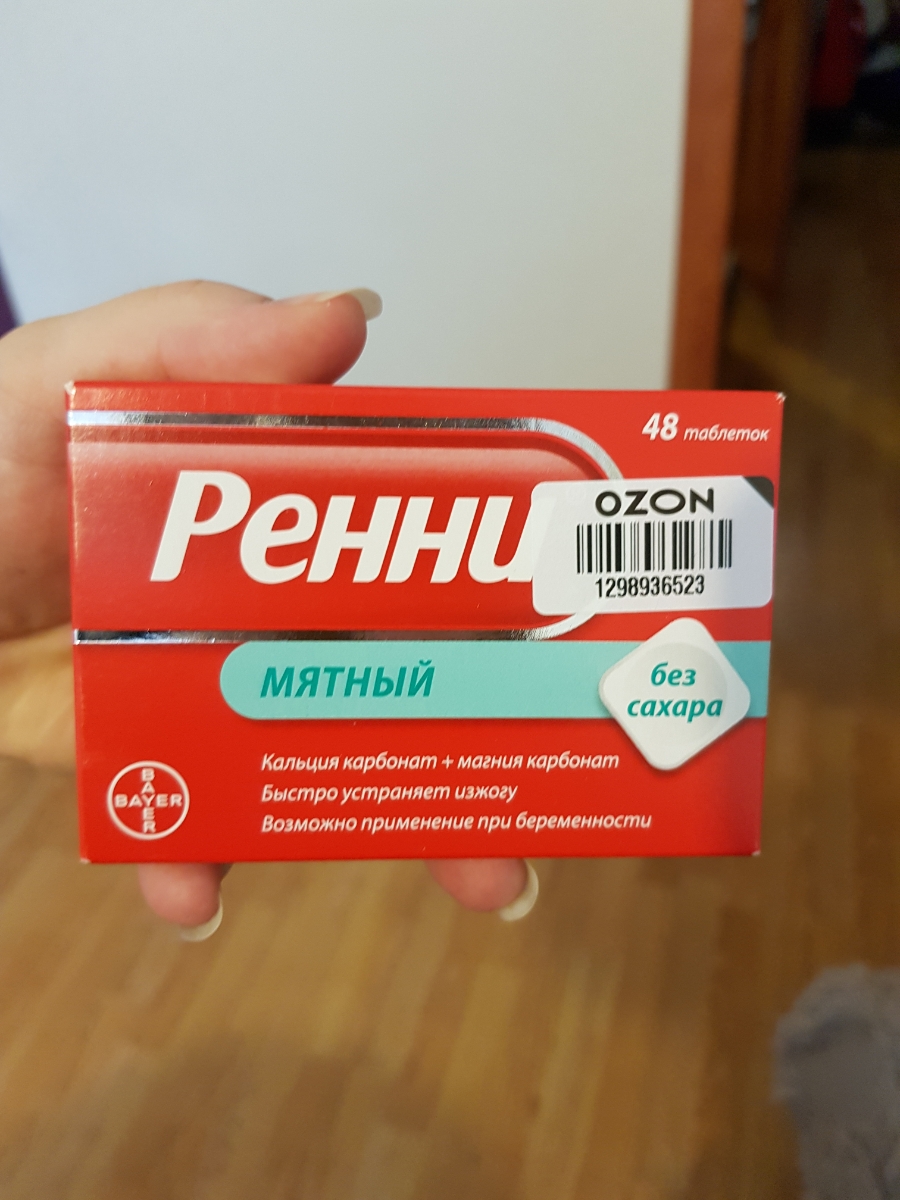 48 таблеток
Ренни
OZON
1298936523
МЯТНЫЙ
без
сахара
Кальция карбонат + магния карбонат
Быстро устраняет изжогу
Возможно применение при беременности
BAYER
BAYER